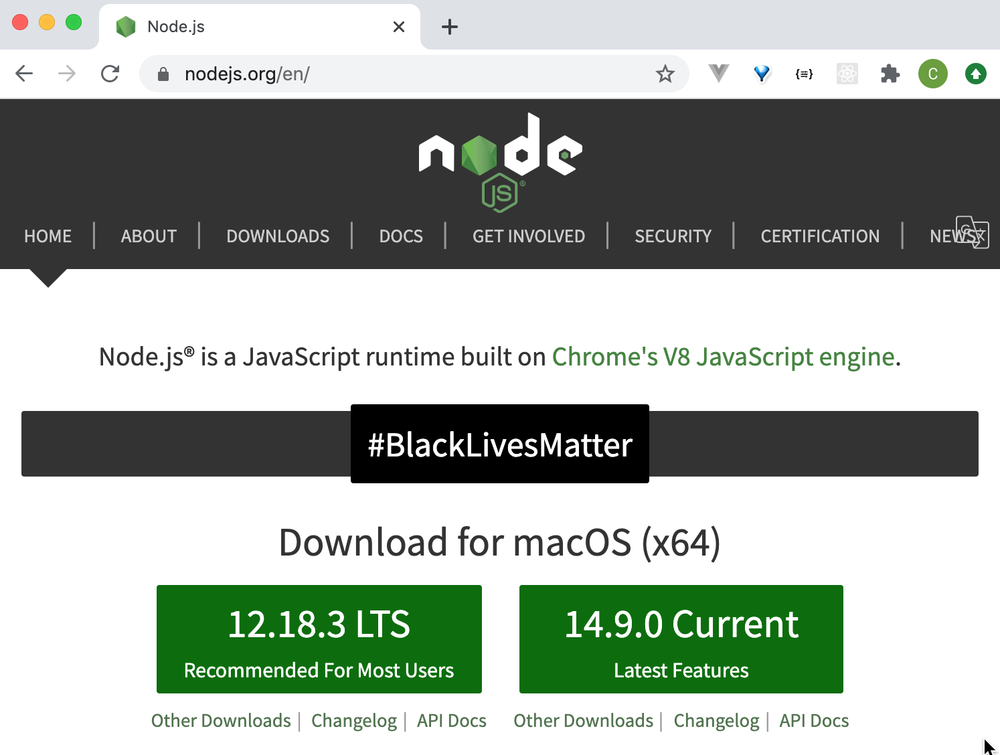 Node.js
nodejs.org/en/
C
node
JS®
HOME | ABOUT | DOWNLOADS | DOCS | GET INVOLVED | SECURITY | CERTIFICATION | NEWS
Node.js® is a JavaScript runtime built on Chrome's V8 JavaScript engine.
#BlackLivesMatter
Download for macOS (x64)
12.18.3 LTS
Recommended For Most Users
14.9.0 Current
Latest Features
Other Downloads | Changelog | API Docs
Other Downloads | Changelog | API Docs